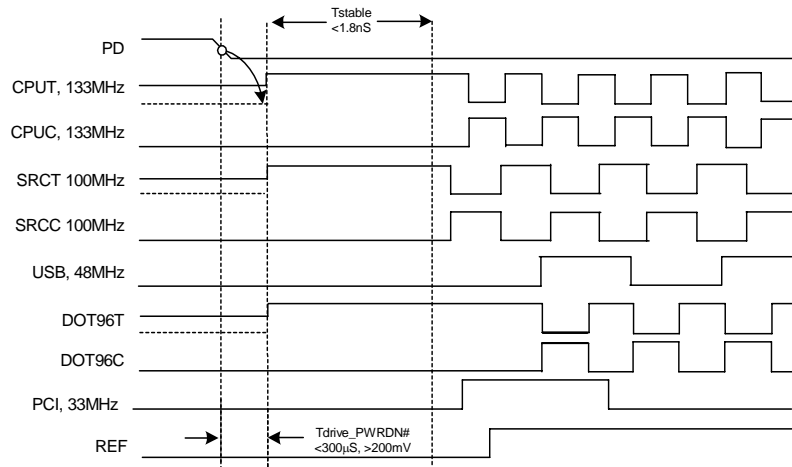 Tstable
<1.8nS
PD
CPUT, 133MHz
CPUC, 133MHz
SRCT 100MHz
SRCC 100MHz
USB, 48MHz
DOT96T
DOT96C
PCI, 33MHz
Tdrive_PWRDN#
<300µS, >200mV
REF